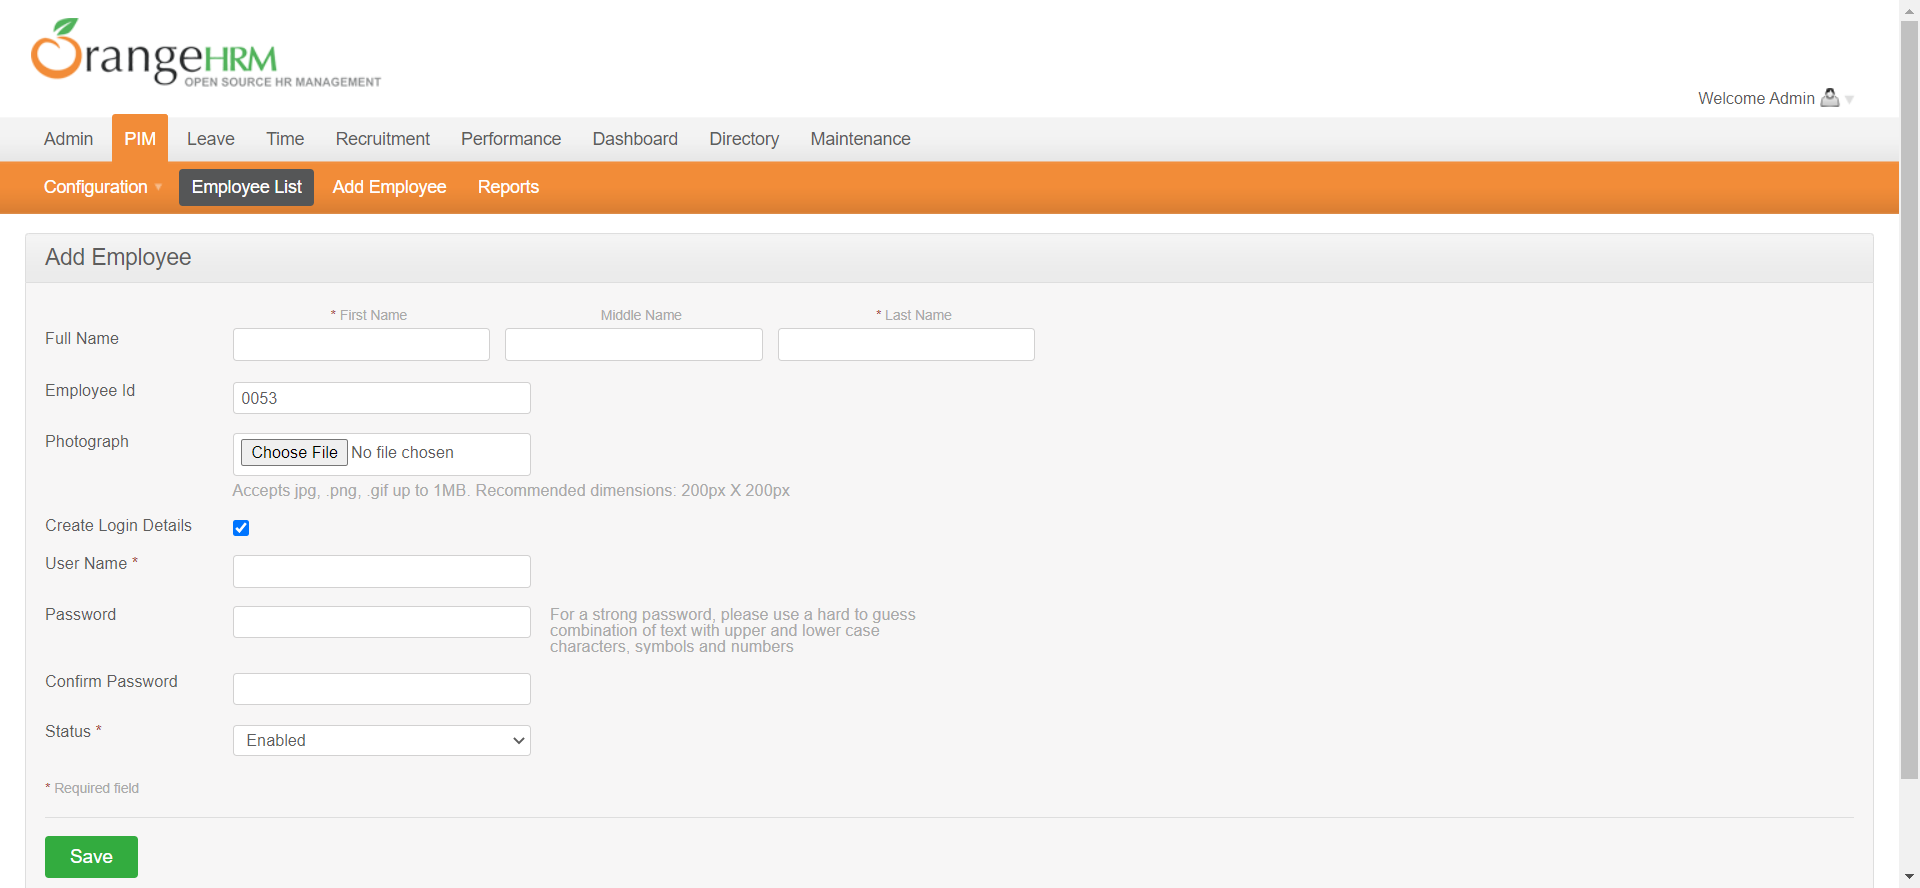 OrangeHRM
OPEN SOURCE HR MANAGEMENT
Welcome Admin
Admin PIM Leave Time Recruitment Performance Dashboard Directory Maintenance
Configuration Employee List Add Employee Reports
Add Employee
* First Name Middle Name * Last Name
Full Name
Employee Id 0053
Photograph Choose File No file chosen
Accepts jpg, .png, .gif up to 1MB. Recommended dimensions: 200px X 200px
Create Login Details
User Name *
Password For a strong password, please use a hard to guess
combination of text with upper and lower case
characters, symbols and numbers
Confirm Password
Status * Enabled
* Required field
Save